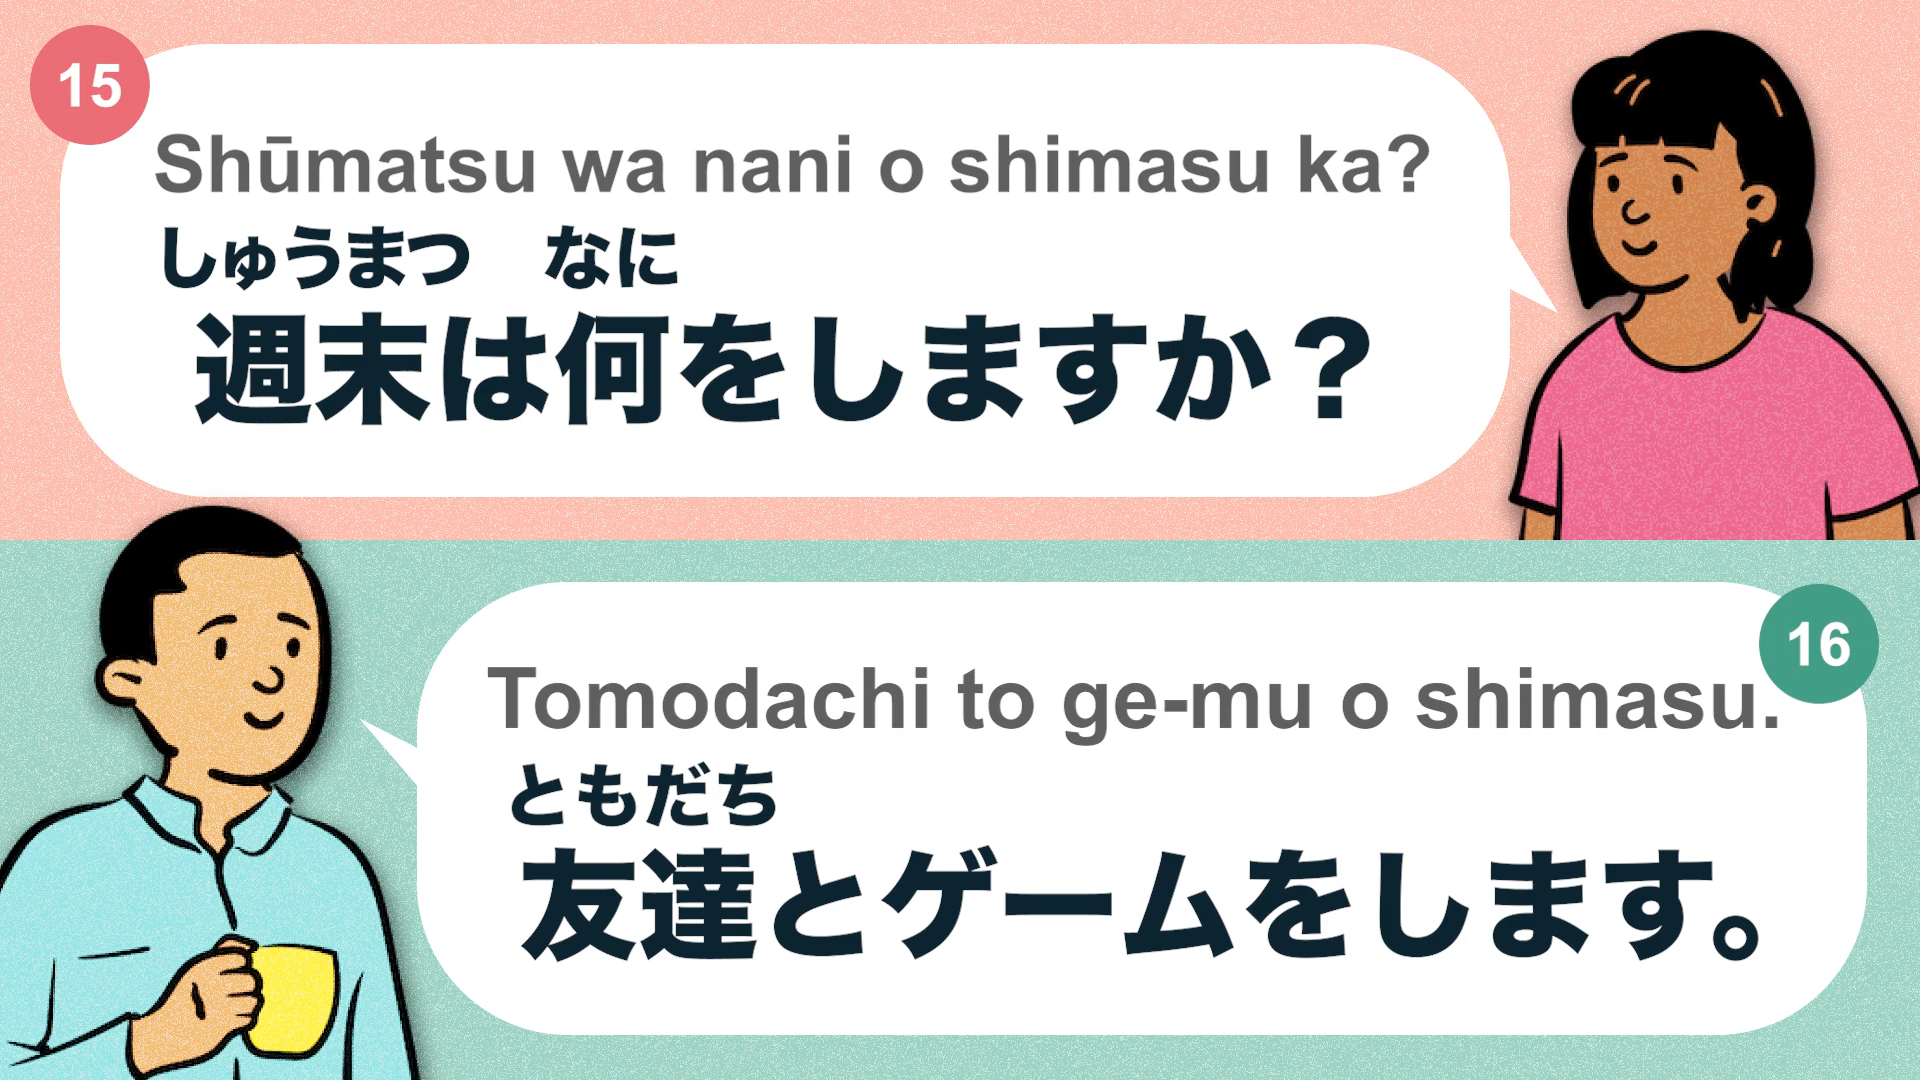 15
Shūmatsu wa nani o shimasu ka?
しゅうまつ　なに
週末は何をしますか？
16
Tomodachi to ge-mu o shimasu.
ともだち
友達とゲームをします。